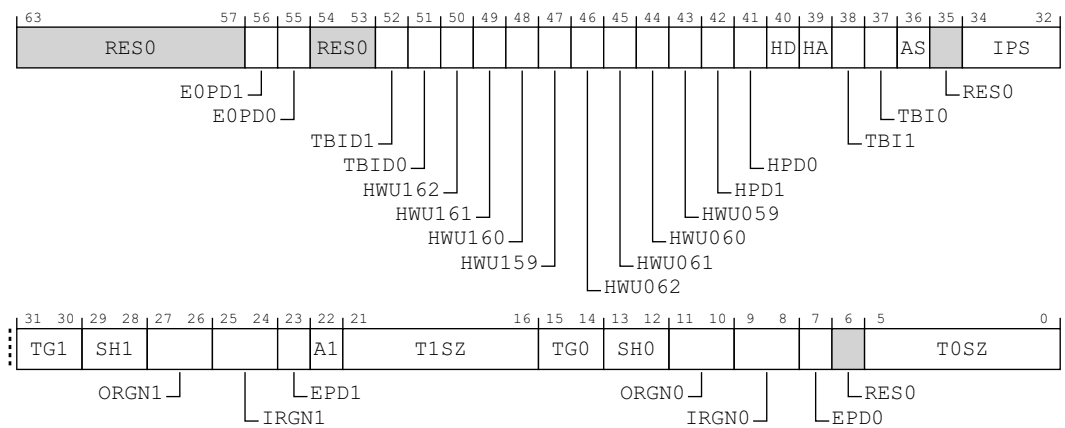 63 57 56 55 54 53 52 51 50 49 48 47 46 45 44 43 42 41 40 39 38 37 36 35 34 32
RES0 RES0 HD HA AS IPS
E0PD1 RES0
E0PD0 TBI0
TBID1 TBI1
TBID0 HPD0
HWU162 HPD1
HWU161 HWU059
HWU160 HWU060
HWU159 HWU061
HWU062
31 30 29 28 27 26 25 24 23 22 21 16 15 14 13 12 11 10 9 8 7 6 5 0
TG1 SH1 A1 T1SZ TG0 SH0 T0SZ
ORGN1 EPD1 ORGN0 RES0
IRGN1 IRGN0 EPD0